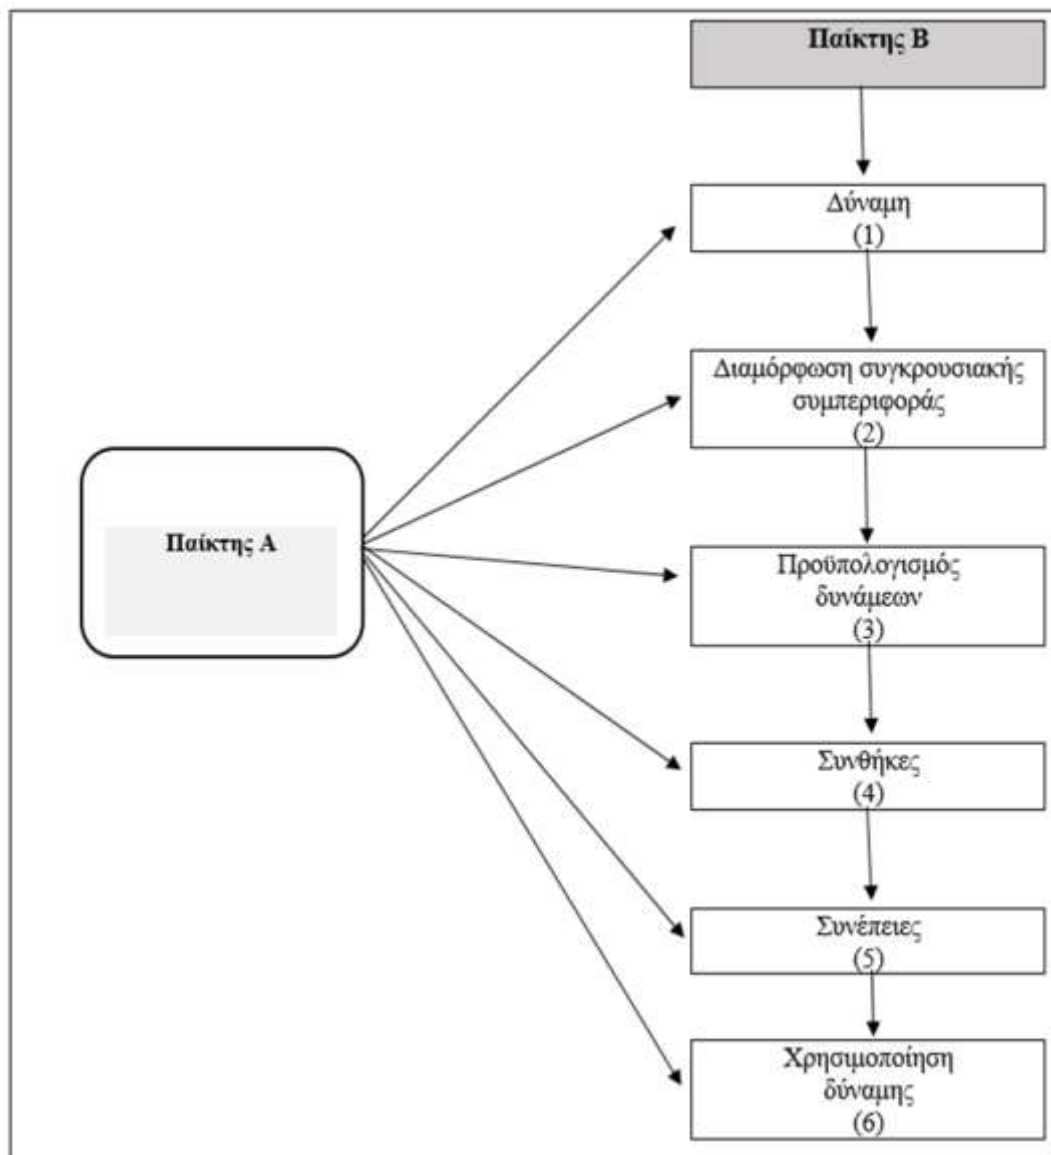 Παίκτης Β
Δύναμη
(1)
Διαμόρφωση συγκρουσιακής
συμπεριφοράς
(2)
Παίκτης Α
Προϋπολογισμός
δυνάμεων
(3)
Συνθήκες
(4)
Συνέπειες
(5)
Χρησιμοποίηση
δύναμης
(6)